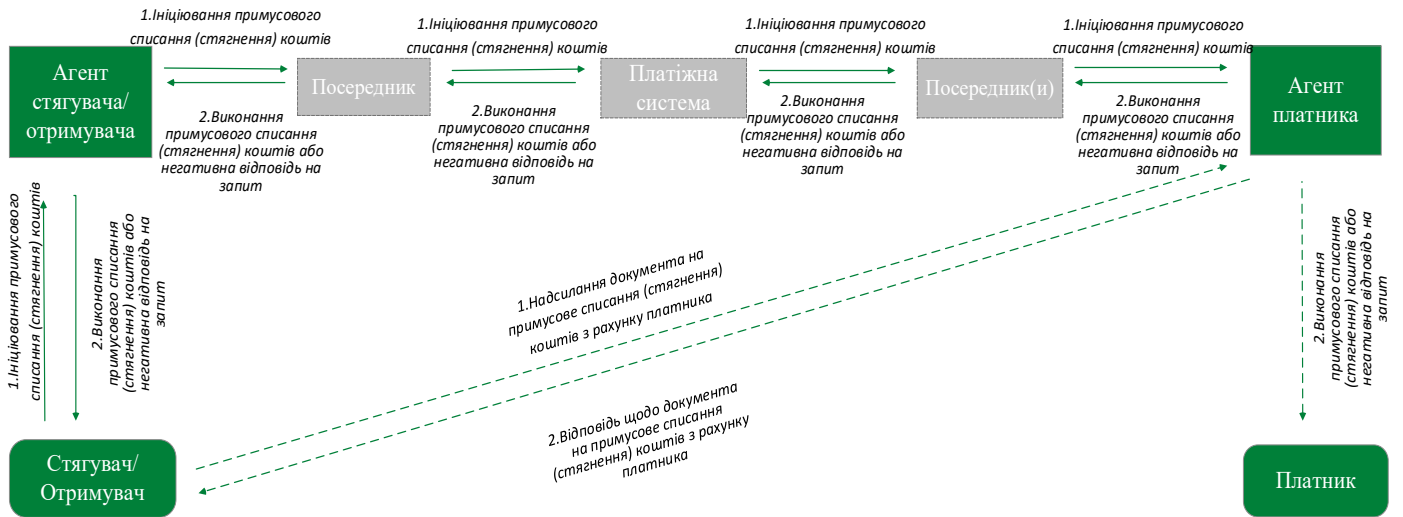 1.Ініціювання примусового
списання (стягнення) коштів
1.Ініціювання примусового
списання (стягнення) коштів
1.Ініціювання примусового
списання (стягнення) коштів
1.Ініціювання примусового
списання (стягнення) коштів
Агент
стягувача/
отримувача
Посередник
Платіжна
система
Посередник(и)
Агент
платника
2.Виконання
примусового списання
(стягнення) коштів або
негативна відповідь на
запит
2.Виконання
примусового списання
(стягнення) коштів або
негативна відповідь на
запит
2.Виконання
примусового списання
(стягнення) коштів або
негативна відповідь на
запит
2.Виконання
примусового списання
(стягнення) коштів або
негативна відповідь на
запит
1.Ініціювання примусового
списання (стягнення) коштів
2.Виконання
примусового списання
(стягнення) коштів або
негативна відповідь на
запит
1.Надсилання документа на
примусове списання (стягнення)
коштів з рахунку платника
2.Відповідь щодо документа
на примусове списання
(стягнення) коштів з рахунку
платника
2.Виконання
примусового списання
(стягнення) коштів або
негативна відповідь на
запит
Стягувач/
Отримувач
Платник